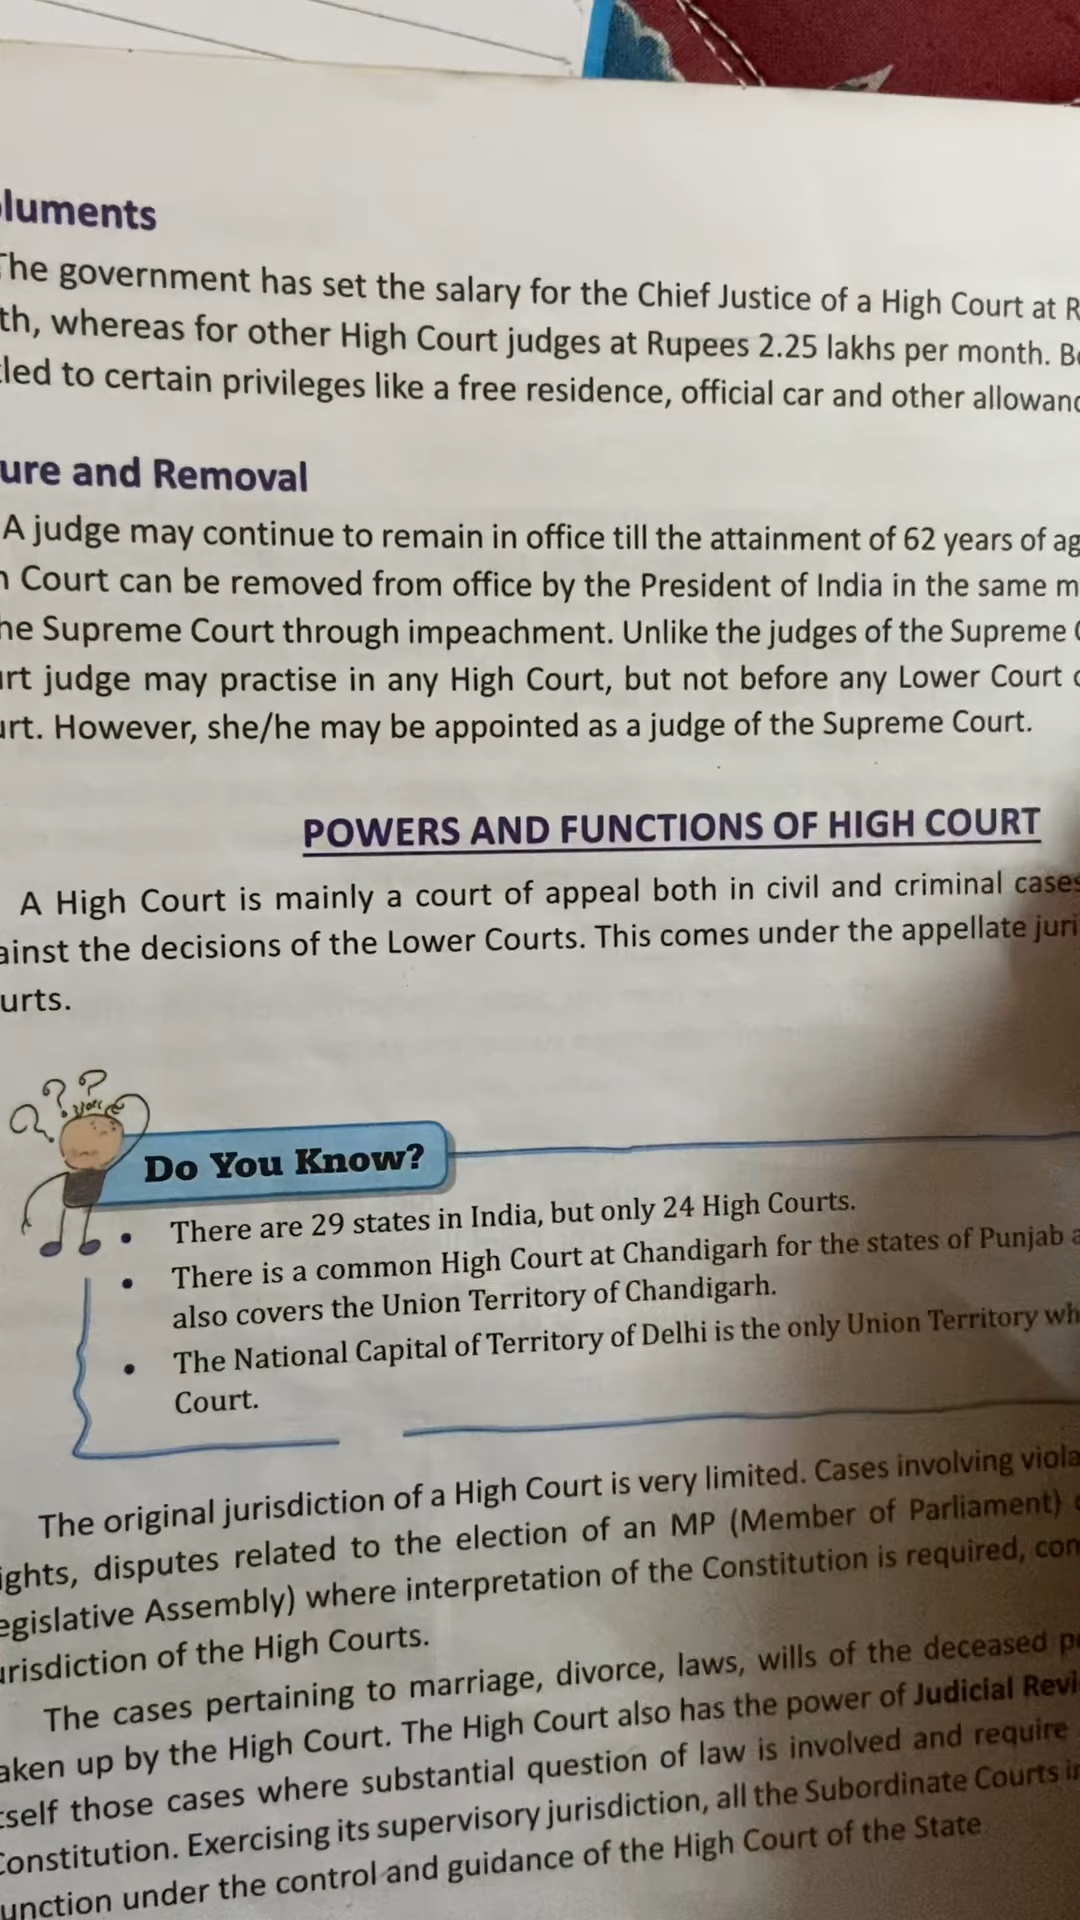 luments
The government has set the salary for the Chief Justice of a High Court at
th, whereas for other High Court judges at Rupees 2.25 lakhs per month.
led to certain privileges like a free residence, official car and other
ure and Removal
A judge may continue to remain in office till the attainment of 62 years of
Court can be removed from office by the President of India in the same
he Supreme Court through impeachment. Unlike the judges of the Supreme
urt judge may practise in any High Court, but not before any Lower Court
urt. However, she/he may be appointed as a judge of the Supreme Court.
POWERS AND FUNCTIONS OF HIGH COURT
A High Court is mainly a court of appeal both in civil and criminal cases
ainst the decisions of the Lower Courts. This comes under the appellate juri
urts.
???
Do You Know?
• There are 29 states in India, but only 24 High Courts.
• There is a common High Court at Chandigarh for the states of Punjab
also covers the Union Territory of Chandigarh.
• The National Capital of Territory of Delhi is the only Union Territory wh
Court.
The original jurisdiction of a High Court is very limited. Cases involving viola
ights, disputes related to the election of an MP (Member of Parliament)
egislative Assembly) where interpretation of the Constitution is required,
urisdiction of the High Courts.
The cases pertaining to marriage, divorce, laws, wills of the deceased
aken up by the High Court. The High Court also has the power of Judicial Revi
tself those cases where substantial question of law is involved and require
Constitution. Exercising its supervisory jurisdiction, all the Subordinate Courts
unction under the control and guidance of the High Court of the State